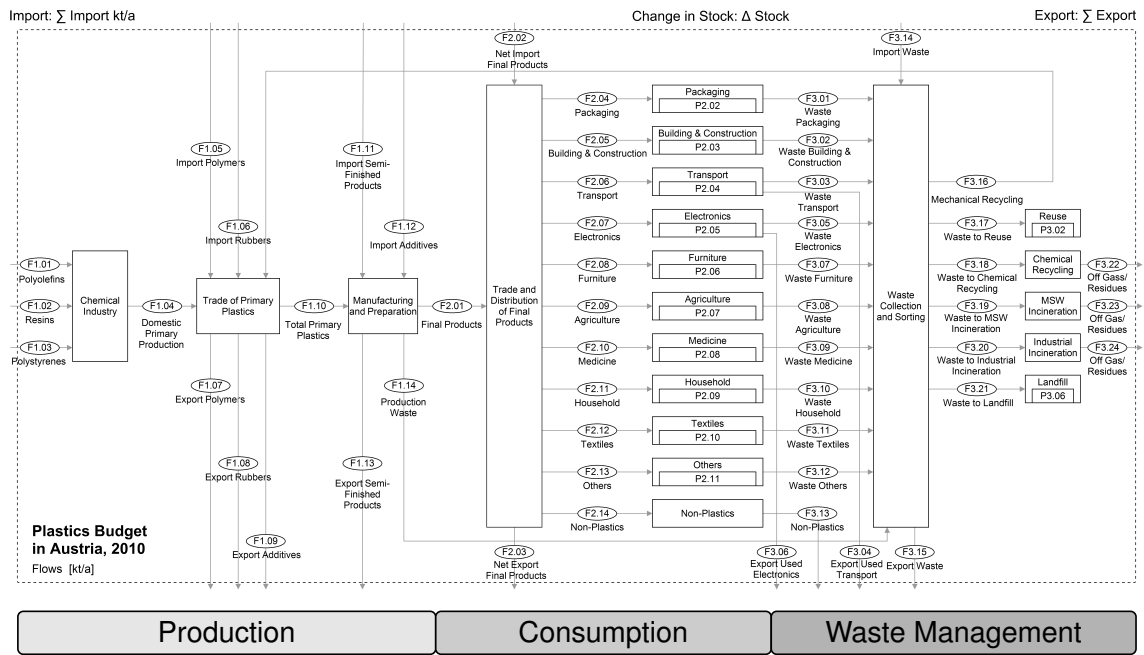 Import: ∑ Import kt/a
Change in Stock: Δ Stock
Export: ∑ Export
F2.02
Net Import
Final Products
F3.14
Import Waste
F1.05
Import Polymers
F1.06
Import Rubbers
F1.11
Import Semi-
Finished
Products
F1.12
Import Additives
F1.01
Polyolefins
F1.02
Resins
F1.03
Polystyrenes
Chemical
Industry
F1.04
Domestic
Primary
Production
Trade of Primary
Plastics
F1.10
Total Primary
Plastics
Manufacturing
and Preparation
F2.01
Final Products
F1.07
Export Polymers
F1.08
Export Rubbers
F1.09
Export Additives
F1.14
Production
Waste
F1.13
Export Semi-
Finished
Products
Trade and
Distribution
of Final
Products
F2.04
Packaging
F2.05
Building & Construction
F2.06
Transport
F2.07
Electronics
F2.08
Furniture
F2.09
Agriculture
F2.10
Medicine
F2.11
Household
F2.12
Textiles
F2.13
Others
F2.14
Non-Plastics
F2.03
Net Export
Final Products
Packaging
P2.02
Building & Construction
P2.03
Transport
P2.04
Electronics
P2.05
Furniture
P2.06
Agriculture
P2.07
Medicine
P2.08
Household
P2.09
Textiles
P2.10
Others
P2.11
Non-Plastics
F3.01
Waste
Packaging
F3.02
Waste Building &
Construction
F3.03
Waste
Transport
F3.05
Waste
Electronics
F3.07
Waste Furniture
F3.08
Waste
Agriculture
F3.09
Waste Medicine
F3.10
Waste
Household
F3.11
Waste Textiles
F3.12
Waste Others
F3.13
Non-Plastics
F3.06
Export Used
Electronics
F3.04
Export Used
Transport
F3.15
Export Waste
Waste
Collection
and Sorting
F3.16
Mechanical Recycling
F3.17
Waste to Reuse
F3.18
Waste to Chemical
Recycling
F3.19
Waste to MSW
Incineration
F3.20
Waste to Industrial
Incineration
F3.21
Waste to Landfill
Reuse
P3.02
Chemical
Recycling
MSW
Incineration
Industrial
Incineration
Landfill
P3.06
F3.22
Off Gass/
Residues
F3.23
Off Gas/
Residues
F3.24
Off Gas/
Residues
Plastics Budget
in Austria, 2010
Flows [kt/a]
Production
Consumption
Waste Management